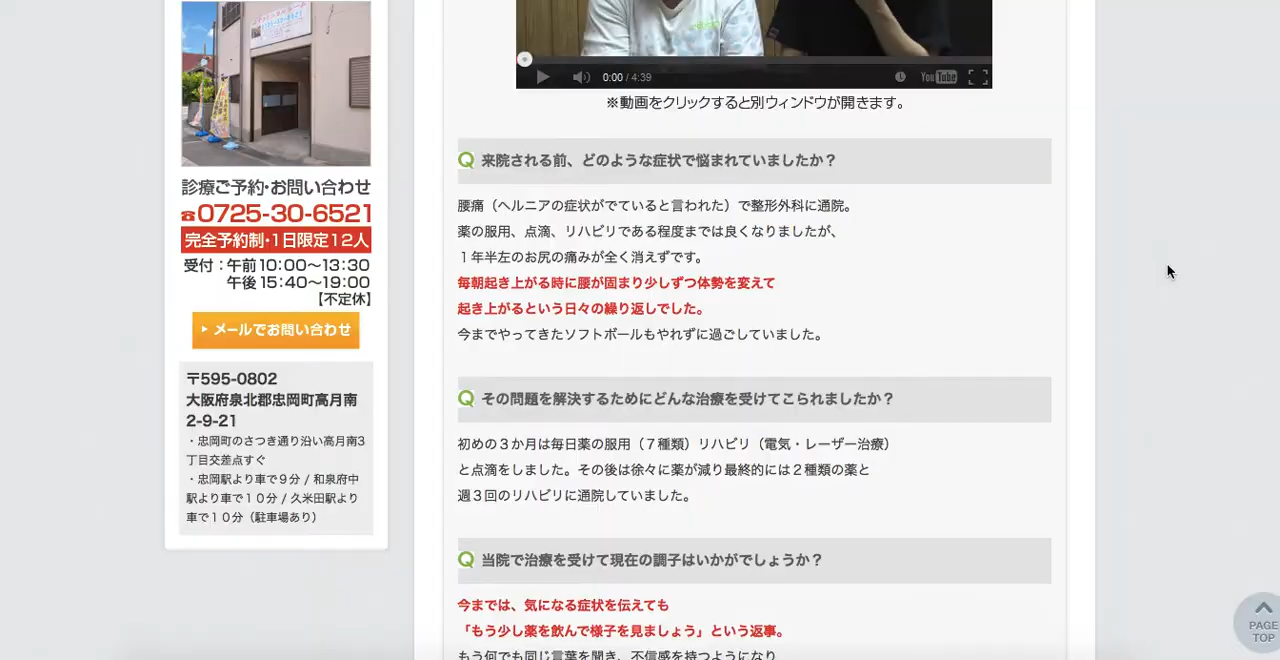 診療ご予約・お問い合わせ
☎0725-30-6521
完全予約制・1日限定12人
受付：午前10:00〜13:30
午後 15:40〜19:00
【不定休】
メールでお問い合わせ
〒595-0802
大阪府泉北郡忠岡町高月南
2-9-21
・忠岡町のさつき通り沿い高月南3
丁目交差点すぐ
・忠岡駅より車で９分 / 和泉府中
駅より車で１０分 / 久米田駅より
車で１０分（駐車場あり）
0:00 / 4:39
YouTube
※動画をクリックすると別ウィンドウが開きます。
Q 来院される前、どのような症状で悩まれていましたか？
腰痛（ヘルニアの症状がでていると言われた）で整形外科に通院。
薬の服用、点滴、リハビリである程度までは良くなりましたが、
１年半左のお尻の痛みが全く消えずです。
毎朝起き上がる時に腰が固まり少しずつ体勢を変えて
起き上がるという日々の繰り返しでした。
今までやってきたソフトボールもやれずに過ごしていました。
Q その問題を解決するためにどんな治療を受けてこられましたか？
初めの３か月は毎日薬の服用（７種類）リハビリ（電気・レーザー治療）
と点滴をしました。その後は徐々に薬が減り最終的には２種類の薬と
週３回のリハビリに通院していました。
Q 当院で治療を受けて現在の調子はいかがでしょうか？
今までは、気になる症状を伝えても
「もう少し薬を飲んで様子を見ましょう」という返事。
もう何でも同じ言葉を聞き、不信感を持つようになり
PAGE
TOP